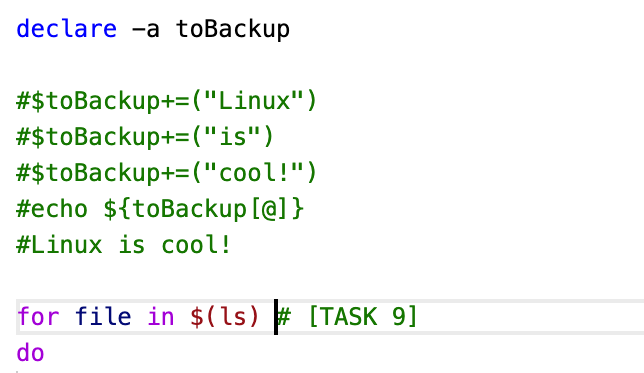 declare -a toBackup
#$toBackup+=("Linux")
#$toBackup+=("is")
#$toBackup+=("cool!")
#echo ${toBackup[@]}
#Linux is cool!
for file in $(ls) # [TASK 9]
do